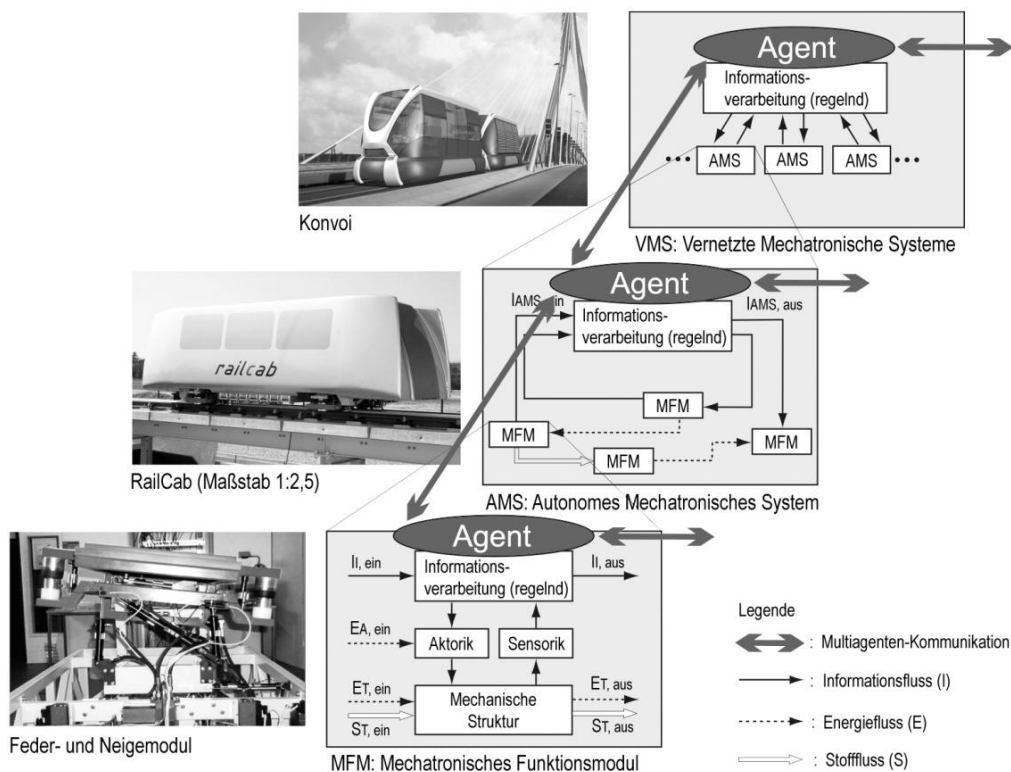 Agent
Informations-
verarbeitung (regelnd)
AMS
AMS
AMS
Konvoi
VMS: Vernetzte Mechatronische Systeme
Agent
IAMS, ein
Informations-
verarbeitung (regelnd)
IAMS, aus
railcab
MFM
MFM
MFM
MFM
RailCab (Maßstab 1:2,5)
AMS: Autonomes Mechatronisches System
Agent
II, ein
Informations-
verarbeitung (regelnd)
II, aus
EA, ein
Aktorik
Sensorik
ET, ein
ST, ein
Mechanische
Struktur
ET, aus
ST, aus
Feder- und Neigemodul
MFM: Mechatronisches Funktionsmodul
Legende
: Multiagenten-Kommunikation
: Informationsfluss (I)
: Energiefluss (E)
: Stofffluss (S)